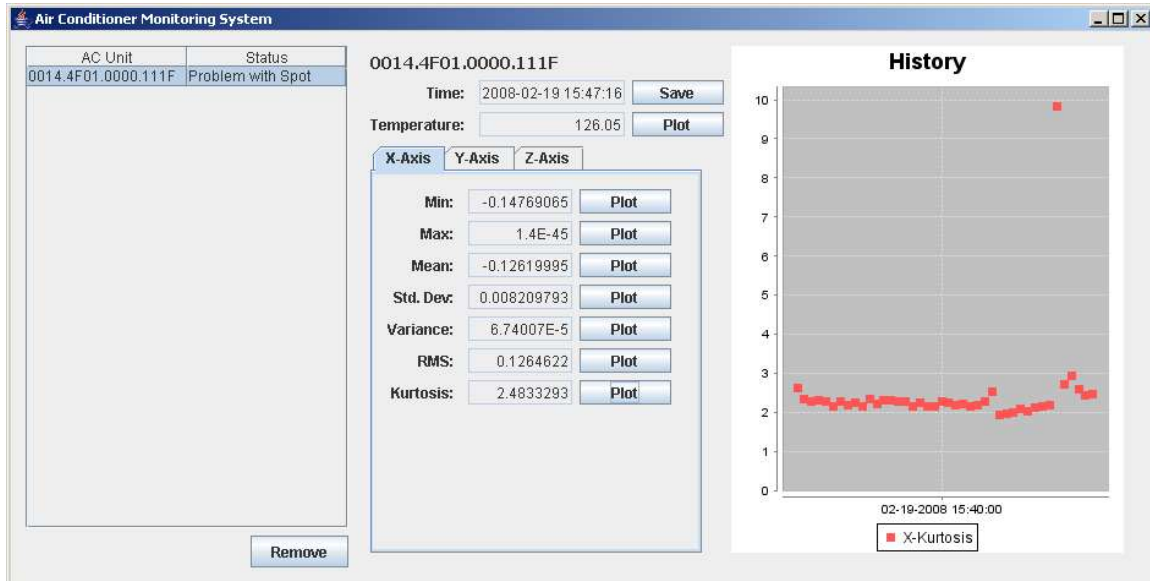 Air Conditioner Monitoring System
AC Unit Status
0014.4F01.0000.111F Problem with Spot
Remove
0014.4F01.0000.111F
Time: 2008-02-19 15:47:16 Save
Temperature: 126.05 Plot
X-Axis Y-Axis Z-Axis
Min: -0.14769065 Plot
Max: 1.4E-45 Plot
Mean: -0.12619995 Plot
Std. Dev: 0.008209793 Plot
Variance: 6.74007E-5 Plot
RMS: 0.1264622 Plot
Kurtosis: 2.4833293 Plot
History
10
9
8
7
6
5
4
3
2
1
0
02-19-2008 15:40:00
X-Kurtosis